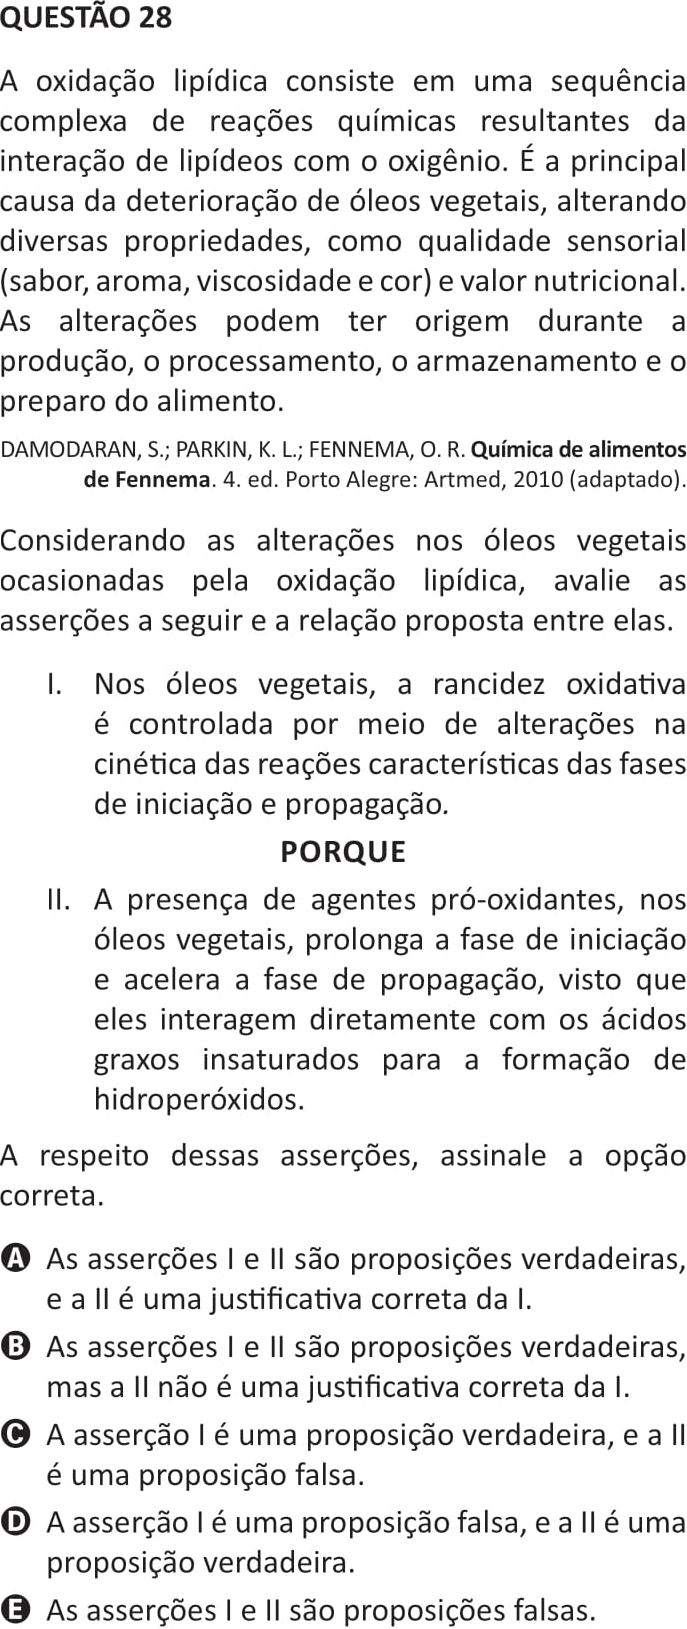 QUESTÃO 28
A oxidação lipídica consiste em uma sequência
complexa de reações químicas resultantes da
interação de lipídeos com o oxigênio. É a principal
causa da deterioração de óleos vegetais, alterando
diversas propriedades, como qualidade sensorial
(sabor, aroma, viscosidade e cor) e valor nutricional.
As alterações podem ter origem durante a
produção, o processamento, o armazenamento e o
preparo do alimento.
DAMODARAN, S.; PARKIN, K. L.; FENNEMA, O. R. Química de alimentos
de Fennema. 4. ed. Porto Alegre: Artmed, 2010 (adaptado).
Considerando as alterações nos óleos vegetais
ocasionadas pela oxidação lipídica, avalie as
asserções a seguir e a relação proposta entre elas.
I. Nos óleos vegetais, a rancidez oxidativa
é controlada por meio de alterações na
cinética das reações características das fases
de iniciação e propagação.
PORQUE
II. A presença de agentes pró-oxidantes, nos
óleos vegetais, prolonga a fase de iniciação
e acelera a fase de propagação, visto que
eles interagem diretamente com os ácidos
graxos insaturados para a formação de
hidroperóxidos.
A respeito dessas asserções, assinale a opção
correta.
A As asserções I e II são proposições verdadeiras,
e a II é uma justificativa correta da I.
B As asserções I e II são proposições verdadeiras,
mas a II não é uma justificativa correta da I.
C A asserção I é uma proposição verdadeira, e a II
é uma proposição falsa.
D A asserção I é uma proposição falsa, e a II é uma
proposição verdadeira.
E As asserções I e II são proposições falsas.